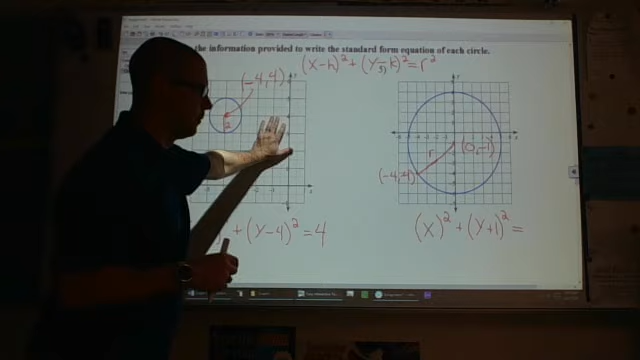 the information provided to write the standard form equation of each circle.
(x-h)²+(y-k)²=r²
(-4,4)
2
r
(0,-1)
(-4,-4)
+(y-4)²=4
(x)²+(y+1)²=